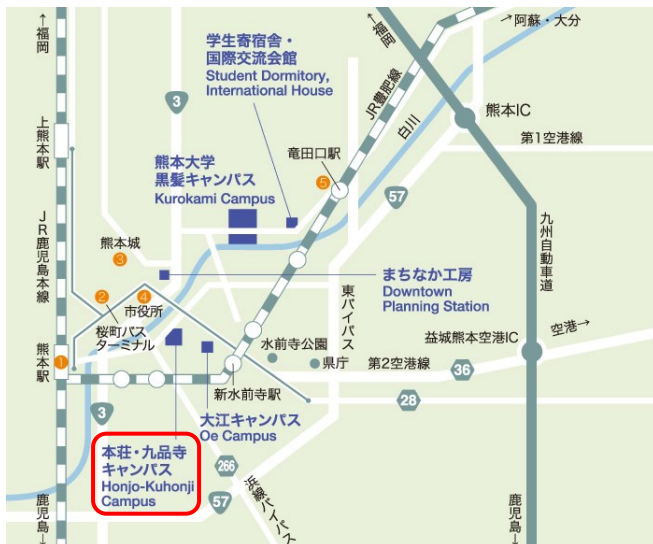 ←福岡
上熊本駅
JR鹿児島本線
熊本駅
鹿児島↓
3
学生寄宿舎・
国際交流会館
Student Dormitory,
International House
←福岡
→阿蘇・大分
JR豊肥線
白川
熊本IC
第1空港線
竜田口駅
5
57
熊本大学
黒髪キャンパス
Kurokami Campus
熊本城
3
まちなか工房
Downtown
Planning Station
九州自動車道
2
4
市役所
桜町バス
ターミナル
東バイパス
水前寺公園
県庁
益城熊本空港IC
空港→
第2空港線
36
1
新水前寺駅
28
3
大江キャンパス
Oe Campus
本荘・九品寺
キャンパス
Honjo-Kuhonji
Campus
266
57
浜線バイパス
鹿児島↓